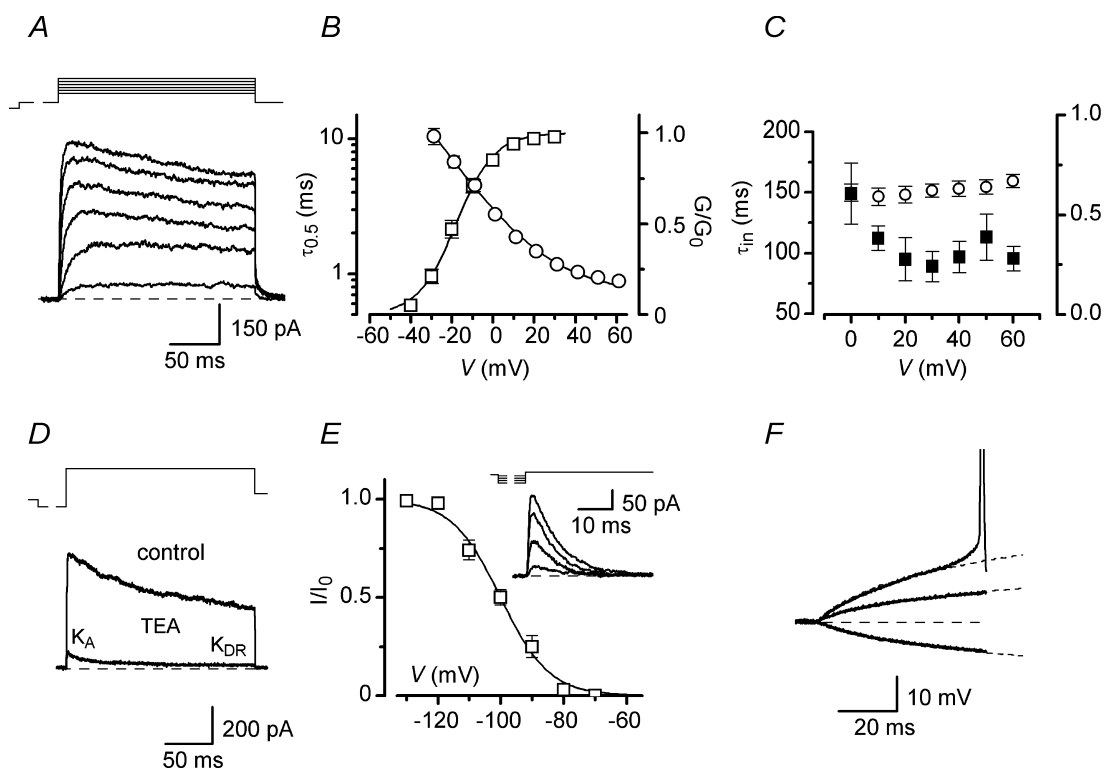 A
B
C
150 pA
50 ms
10
1
τ0.5 (ms)
1.0
0.5
0
G/G0
-60 -40 -20 0 20 40 60
V (mV)
200
150
100
50
τin (ms)
1.0
0.5
0.0
0 20 40 60
V (mV)
D
E
F
control
TEA
KA
KDR
200 pA
50 ms
1.0
0.5
0
I/I0
50 pA
10 ms
V (mV)
-120 -100 -80 -60
10 mV
20 ms